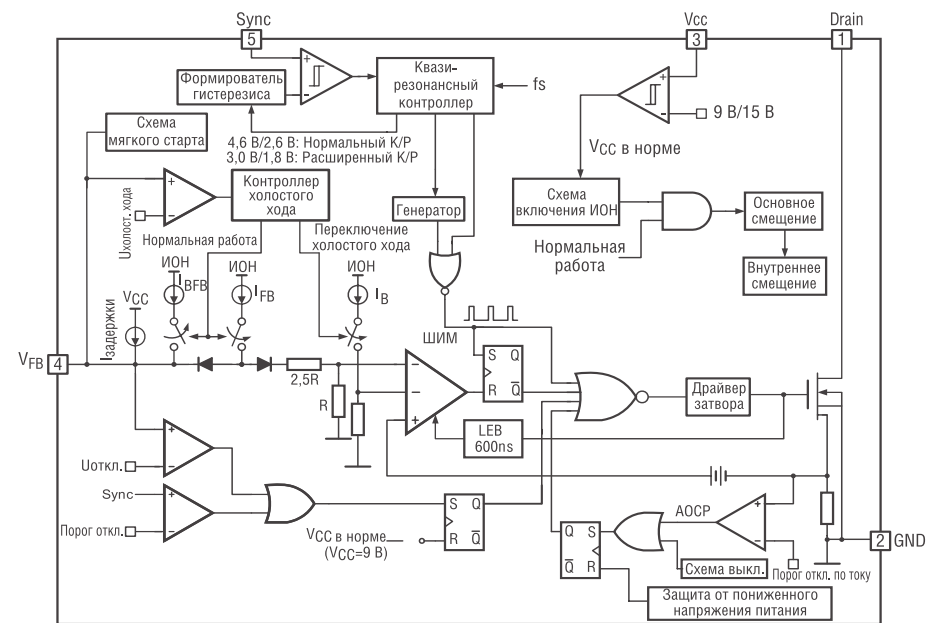 Sync
Vcc
Drain
5
3
1
Формирователь
гистерезиса
+
−
Квази-
резонансный
контроллер
fs
+
−
9 В/15 В
Схема
мягкого старта
4,6 В/2,6 В: Нормальный К/Р
3,0 В/1,8 В: Расширенный К/Р
VCC в норме
+
−
Uхолост. хода
Контроллер
холостого
хода
Генератор
Схема
включения ИОН
Основное
смещение
Нормальная работа
Переключение
холостого хода
Нормальная
работа
Внутреннее
смещение
ИОН
ИОН
ИОН
IBFB
IFB
IB
VCC
Iзадержки
ШИМ
VFB
4
2,5R
R
−
−
+
S Q
R Q
LEB
600ns
Драйвер
затвора
+
−
Uоткл.
Sync
+
−
Порог откл.
VCC в норме
(VCC=9 В)
S Q
R Q
Q S
Q R
AOCP
+
−
Схема выкл.
Порог откл. по току
2
GND
Защита от пониженного
напряжения питания